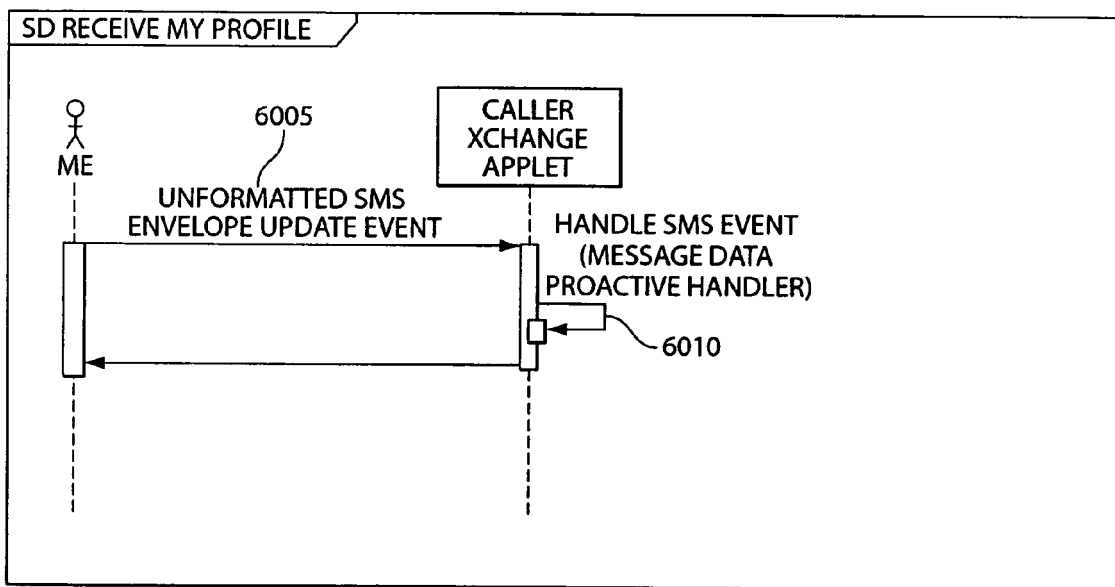 SD RECEIVE MY PROFILE
6005
ME
CALLER
XCHANGE
APPLET
UNFORMATTED SMS
ENVELOPE UPDATE EVENT
HANDLE SMS EVENT
(MESSAGE DATA
PROACTIVE HANDLER)
6010